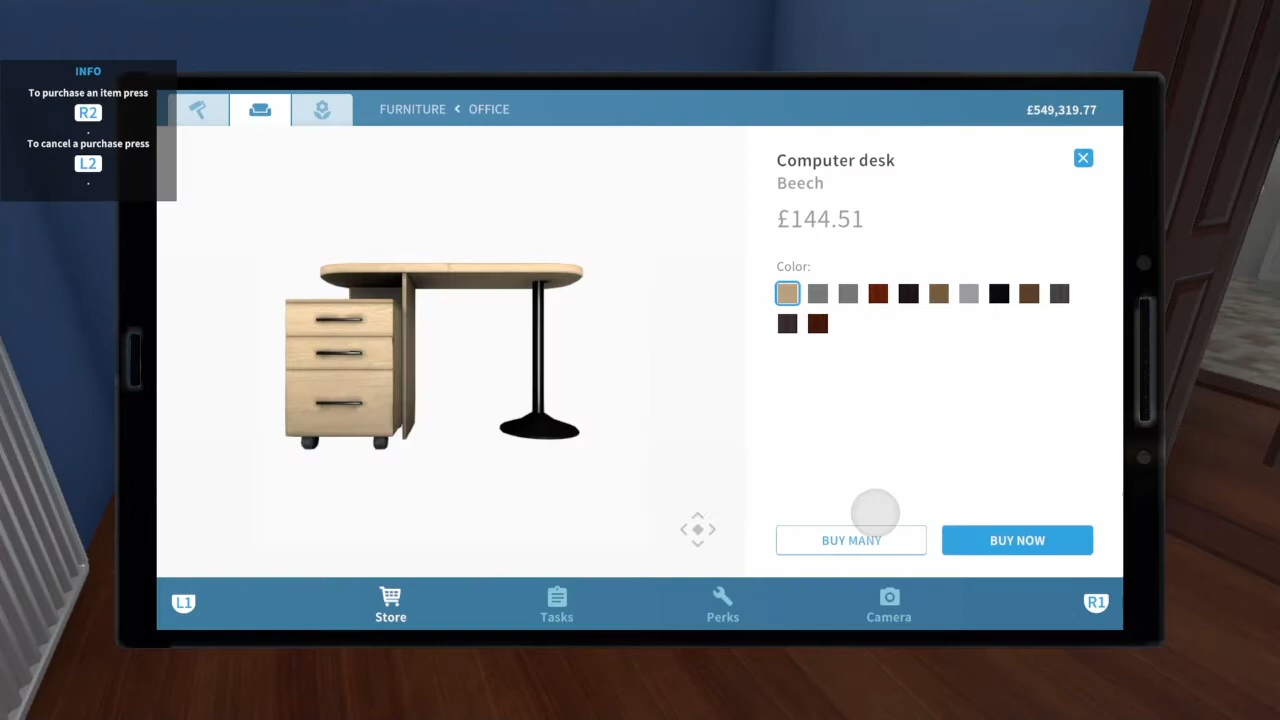 INFO
To purchase an item press
R2
.
To cancel a purchase press
L2
.
FURNITURE < OFFICE
£549,319.77
Computer desk
Beech
£144.51
Color:
BUY MANY
BUY NOW
L1
Store
Tasks
Perks
Camera
R1